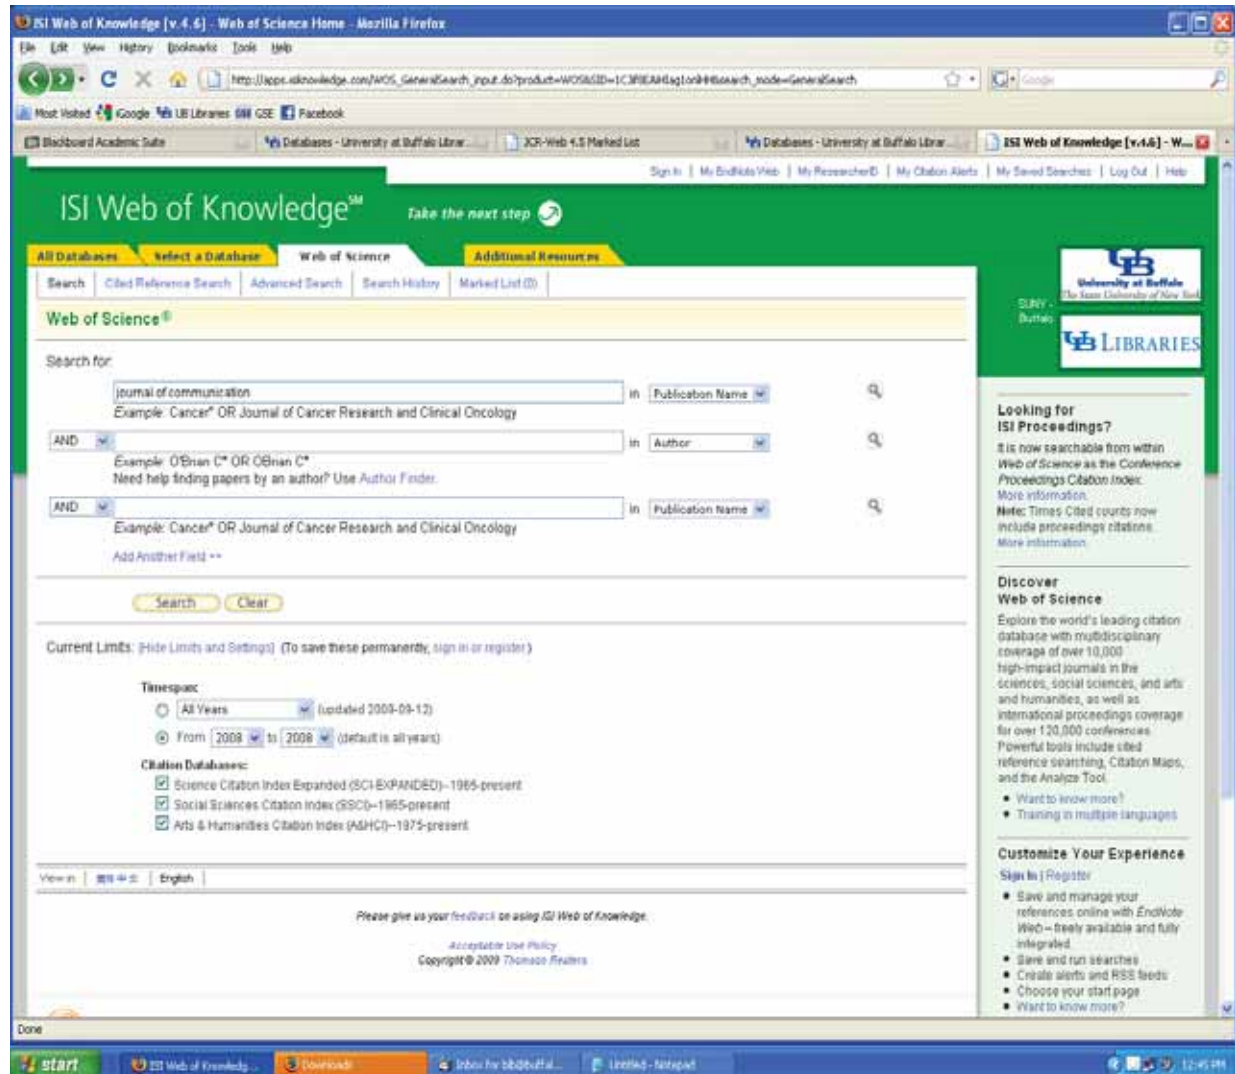 ISI Web of Knowledge [v.4.6] - Web of Science Home - Mozilla Firefox
File Edit View History Bookmarks Tools Help
Google
Most Visited Google UB Libraries GSE Facebook
Blackboard Academic Suite Databases - University at Buffalo Librar... JCR-Web 4.5 Marked List Databases - University at Buffalo Librar... ISI Web of Knowledge [v.4.6] - W...
Sign In | My EndNote Web | My ResearcherID | My Citation Alerts | My Saved Searches | Log Out | Help
ISI Web of Knowledge℠ Take the next step
All Databases Select a Database Web of Science Additional Resources
Search | Cited Reference Search | Advanced Search | Search History | Marked List (0)
Web of Science®
Search for:
journal of communication in Publication Name
Example: Cancer* OR Journal of Cancer Research and Clinical Oncology
AND in Author
Example: O'Brian C* OR OBrian C*
Need help finding papers by an author? Use Author Finder.
AND in Publication Name
Example: Cancer* OR Journal of Cancer Research and Clinical Oncology
Add Another Field >>
Search Clear
Current Limits: [Hide Limits and Settings] (To save these permanently, sign in or register.)
Timespan:
All Years (updated 2009-09-12)
From 2008 to 2008 (default is all years)
Citation Databases:
Science Citation Index Expanded (SCI-EXPANDED)--1965-present
Social Sciences Citation Index (SSCI)--1965-present
Arts & Humanities Citation Index (A&HCI)--1975-present
View in | | English |
Please give us your feedback on using ISI Web of Knowledge.
Acceptable Use Policy
Copyright © 2009 Thomson Reuters
SUNY -
Buffalo
UB
University at Buffalo
The State University of New York
UB LIBRARIES
Looking for
ISI Proceedings?
It is now searchable from within
Web of Science as the Conference
Proceedings Citation Index.
More information.
Note: Times Cited counts now
include proceedings citations.
More information.
Discover
Web of Science
Explore the world's leading citation
database with multidisciplinary
coverage of over 10,000
high-impact journals in the
sciences, social sciences, and arts
and humanities, as well as
international proceedings coverage
for over 120,000 conferences.
Powerful tools include cited
reference searching, Citation Maps,
and the Analyze Tool.
Want to know more?
Training in multiple languages
Customize Your Experience
Sign In | Register
Save and manage your
references online with EndNote
Web – freely available and fully
integrated
Save and run searches
Create alerts and RSS feeds
Choose your start page
Want to know more?
Done
start ISI Web of Knowledg... Downloads Untitled - Notepad 12:45 PM